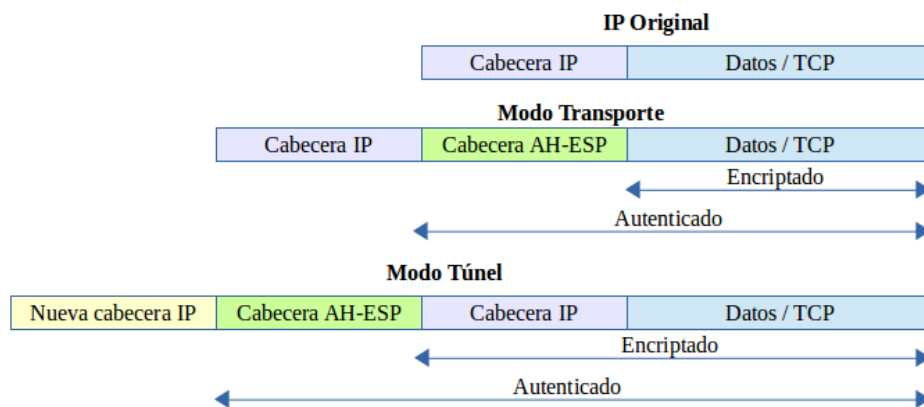 IP Original
Cabecera IP Datos / TCP
Modo Transporte
Cabecera IP Cabecera AH-ESP Datos / TCP
Encriptado
Autenticado
Modo Túnel
Nueva cabecera IP Cabecera AH-ESP Cabecera IP Datos / TCP
Encriptado
Autenticado